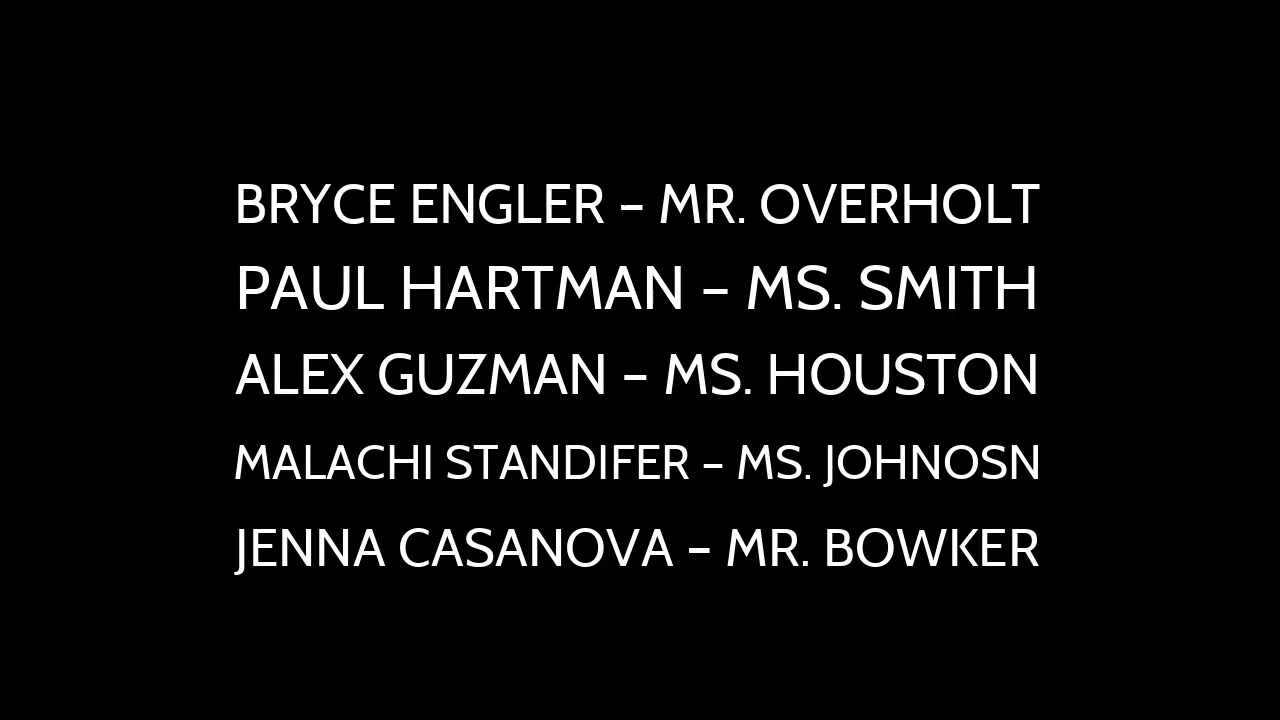 BRYCE ENGLER – MR. OVERHOLT
PAUL HARTMAN – MS. SMITH
ALEX GUZMAN – MS. HOUSTON
MALACHI STANDIFER – MS. JOHNOSN
JENNA CASANOVA – MR. BOWKER